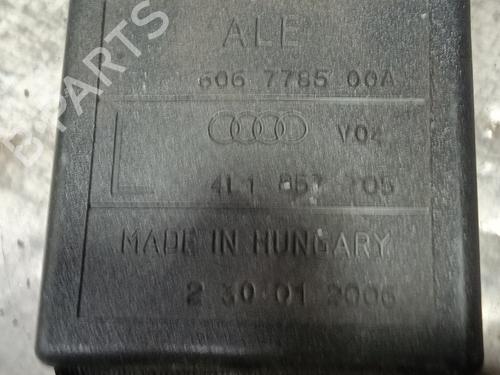 ALE
606 7785 00A
V04
L
4L1 857 705
MADE IN HUNGARY
2 30 01 2006
B PARTS